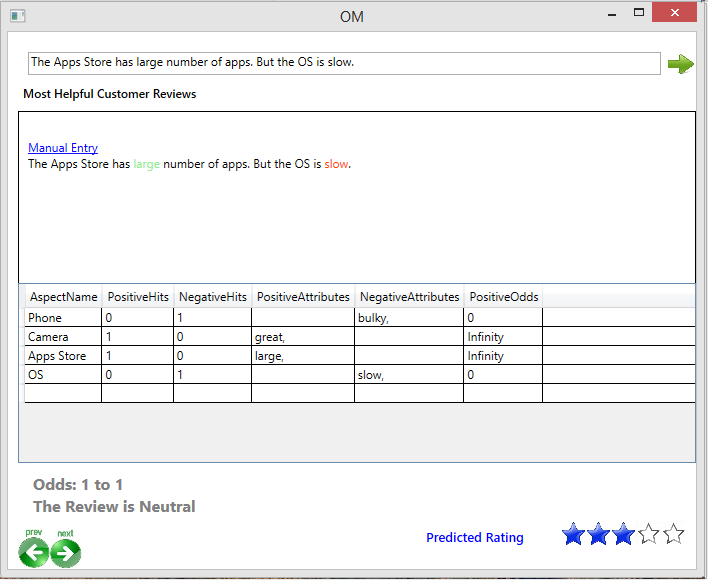 OM
The Apps Store has large number of apps. But the OS is slow.
Most Helpful Customer Reviews
Manual Entry
The Apps Store has large number of apps. But the OS is slow.
AspectName PositiveHits NegativeHits PositiveAttributes NegativeAttributes PositiveOdds
Phone 0 1 bulky, 0
Camera 1 0 great, Infinity
Apps Store 1 0 large, Infinity
OS 0 1 slow, 0
Odds: 1 to 1
The Review is Neutral
prev next
Predicted Rating